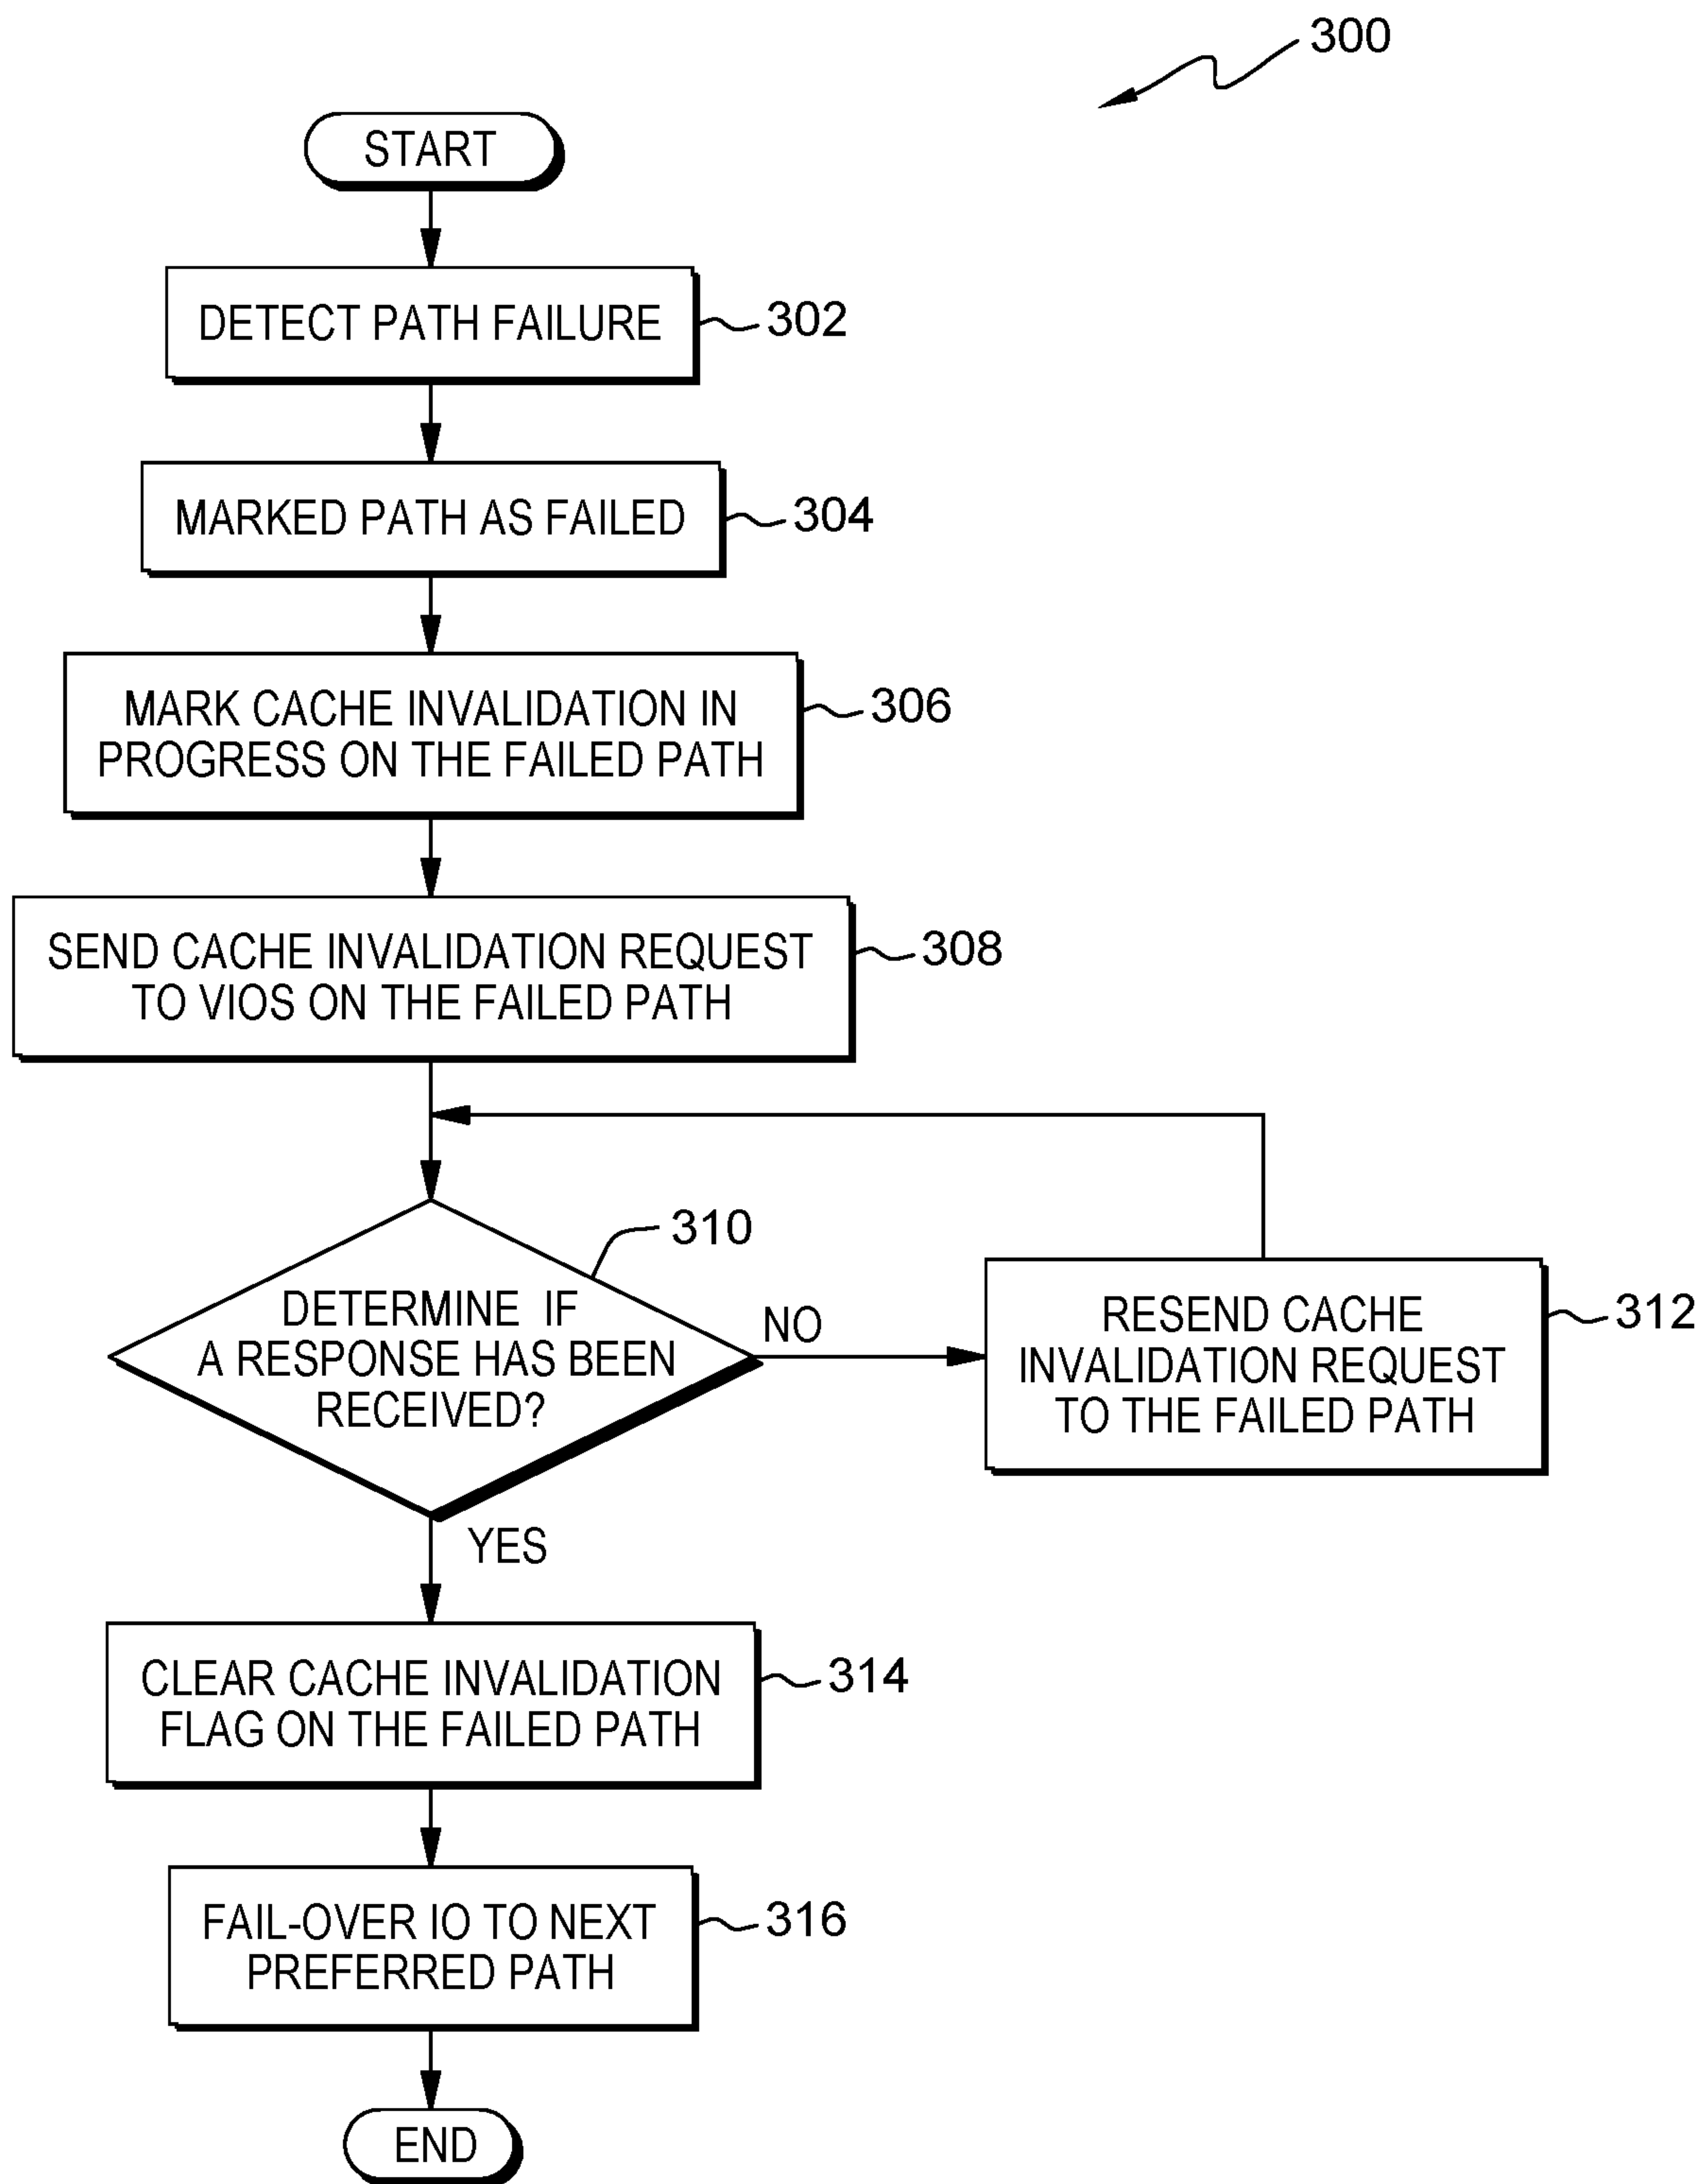 300
START
DETECT PATH FAILURE
302
MARKED PATH AS FAILED
304
MARK CACHE INVALIDATION IN
PROGRESS ON THE FAILED PATH
306
SEND CACHE INVALIDATION REQUEST
TO VIOS ON THE FAILED PATH
308
310
DETERMINE IF
A RESPONSE HAS BEEN
RECEIVED?
NO
RESEND CACHE
INVALIDATION REQUEST
TO THE FAILED PATH
312
YES
CLEAR CACHE INVALIDATION
FLAG ON THE FAILED PATH
314
FAIL-OVER IO TO NEXT
PREFERRED PATH
316
END